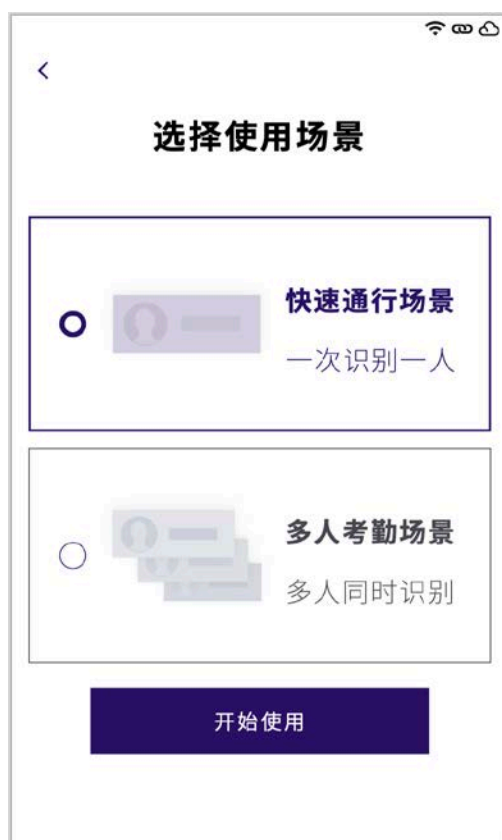 选择使用场景
快速通行场景
一次识别一人
多人考勤场景
多人同时识别
开始使用